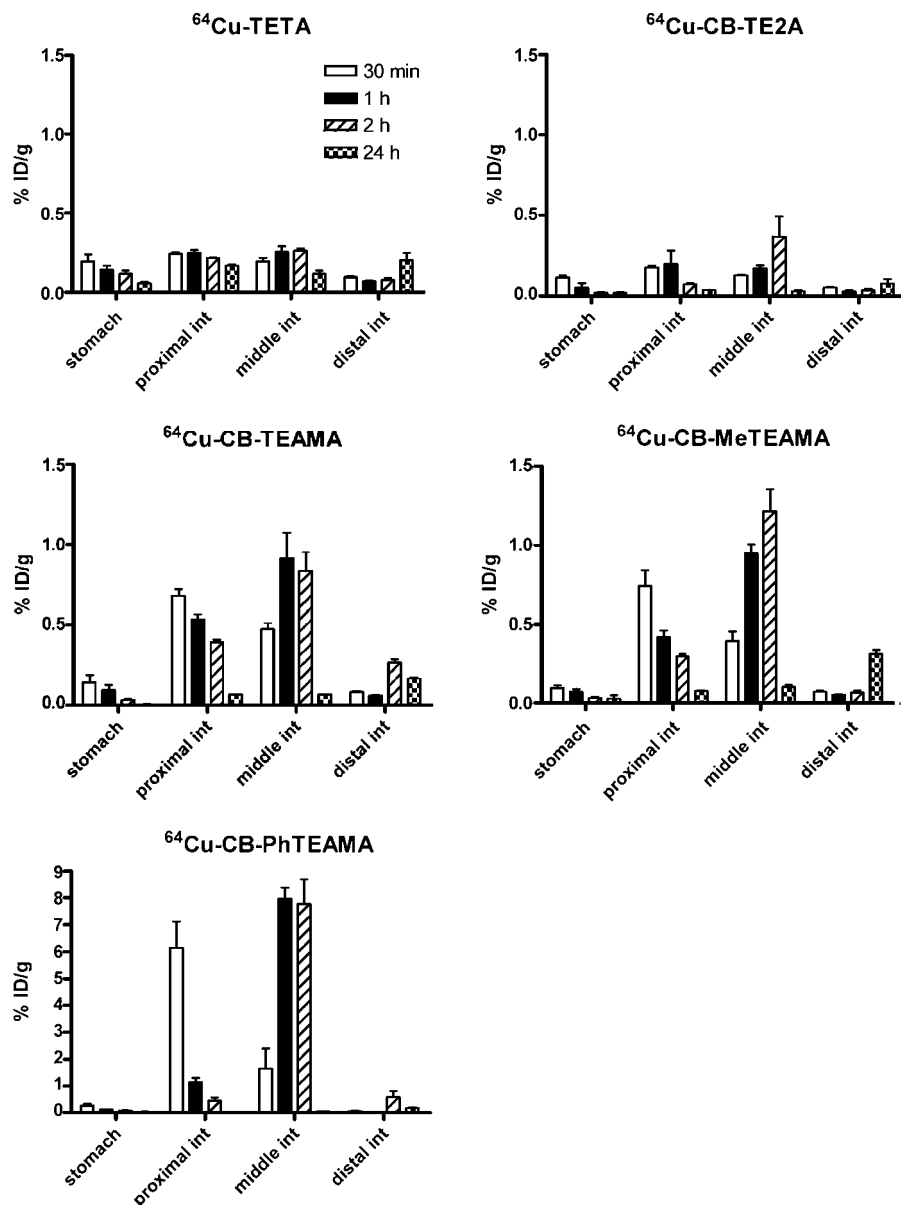 ⁶⁴Cu-TETA
1.5
1.0
0.5
0.0
% ID/g
30 min
1 h
2 h
24 h
stomach
proximal int
middle int
distal int
⁶⁴Cu-CB-TE2A
1.5
1.0
0.5
0.0
% ID/g
stomach
proximal int
middle int
distal int
⁶⁴Cu-CB-TEAMA
1.5
1.0
0.5
0.0
% ID/g
stomach
proximal int
middle int
distal int
⁶⁴Cu-CB-MeTEAMA
1.5
1.0
0.5
0.0
% ID/g
stomach
proximal int
middle int
distal int
⁶⁴Cu-CB-PhTEAMA
9
8
7
6
5
4
3
2
1
0
% ID/g
stomach
proximal int
middle int
distal int